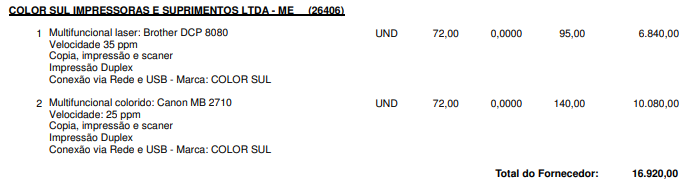 COLOR SUL IMPRESSORAS E SUPRIMENTOS LTDA - ME (26406)
1 Multifuncional laser: Brother DCP 8080 UND 72,00 0,0000 95,00 6.840,00
Velocidade 35 ppm
Copia, impressão e scaner
Impressão Duplex
Conexão via Rede e USB - Marca: COLOR SUL
2 Multifuncional colorido: Canon MB 2710 UND 72,00 0,0000 140,00 10.080,00
Velocidade: 25 ppm
Copia, impressão e scaner
Impressão Duplex
Conexão via Rede e USB - Marca: COLOR SUL
Total do Fornecedor: 16.920,00